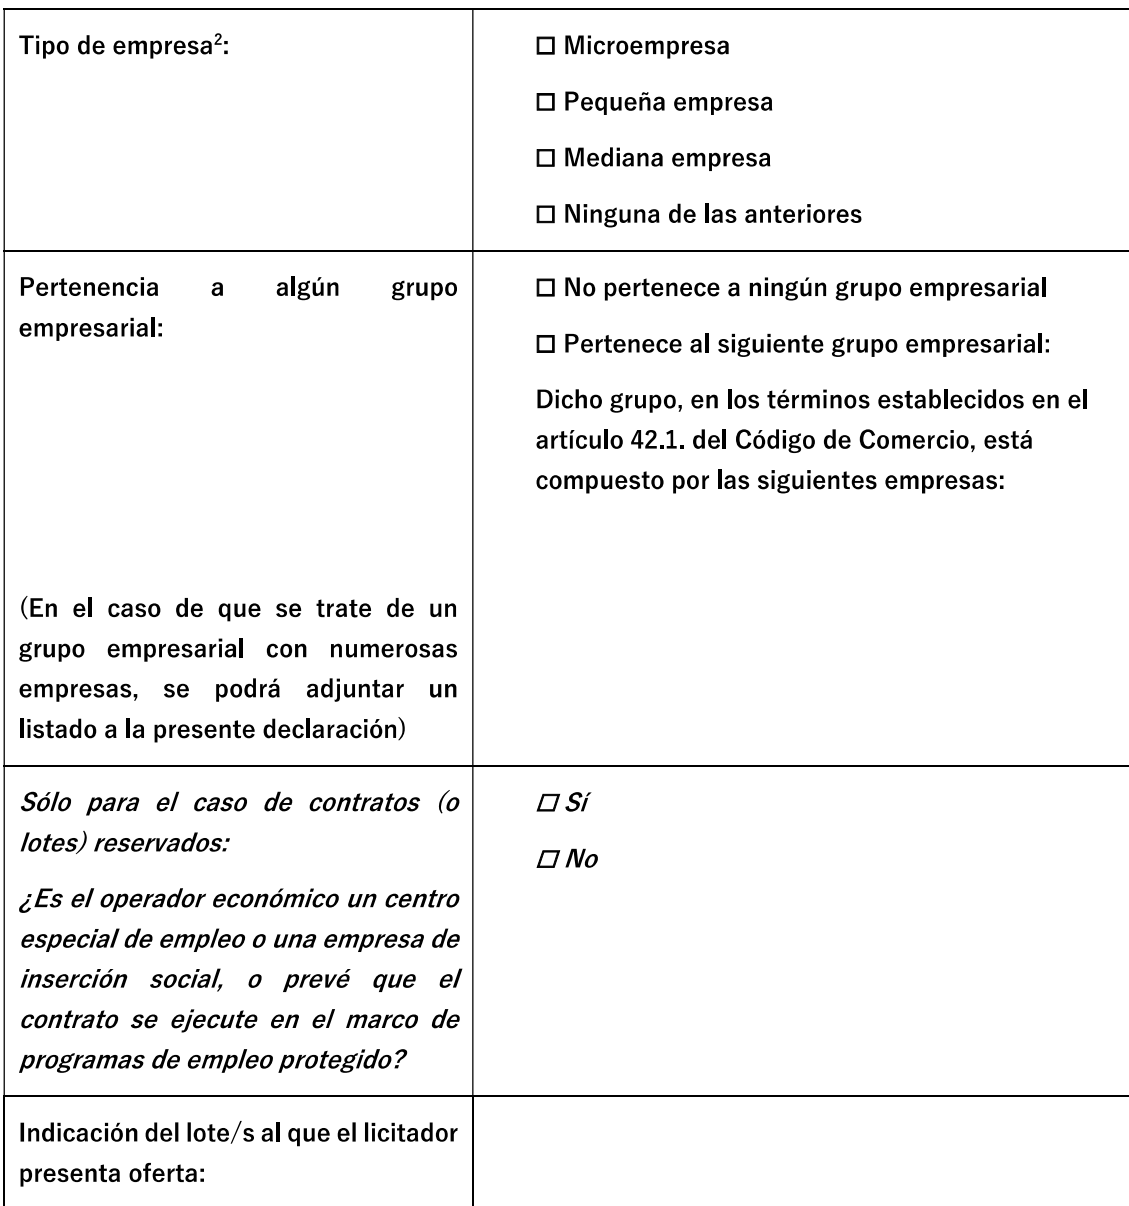 Tipo de empresa²:
☐ Microempresa
☐ Pequeña empresa
☐ Mediana empresa
☐ Ninguna de las anteriores
Pertenencia a algún grupo
empresarial:
(En el caso de que se trate de un
grupo empresarial con numerosas
empresas, se podrá adjuntar un
listado a la presente declaración)
☐ No pertenece a ningún grupo empresarial
☐ Pertenece al siguiente grupo empresarial:
Dicho grupo, en los términos establecidos en el
artículo 42.1. del Código de Comercio, está
compuesto por las siguientes empresas:
Sólo para el caso de contratos (o
lotes) reservados:
¿Es el operador económico un centro
especial de empleo o una empresa de
inserción social, o prevé que el
contrato se ejecute en el marco de
programas de empleo protegido?
☐ Sí
☐ No
Indicación del lote/s al que el licitador
presenta oferta: